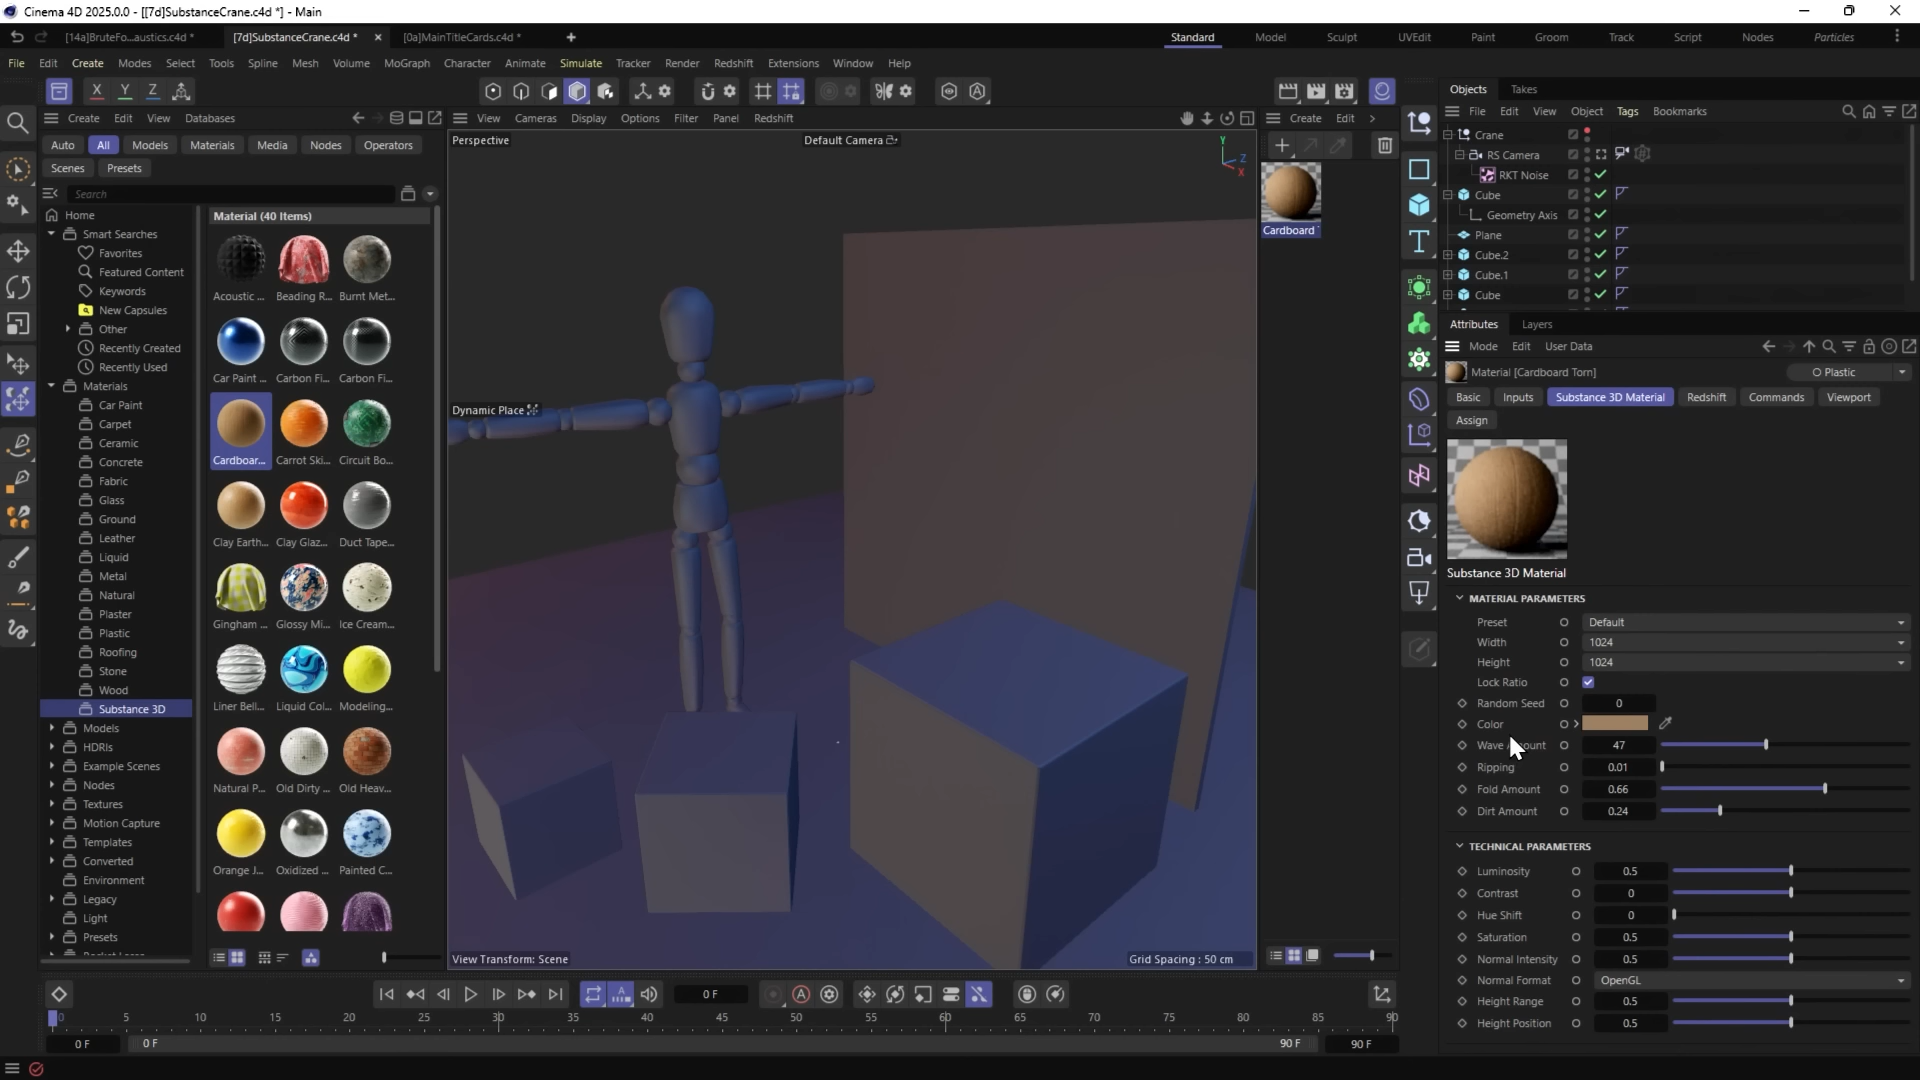 Cinema 4D 2025.0.0 - [[7d]SubstanceCrane.c4d *] - Main
[14a]BruteFo...austics.c4d *
[7d]SubstanceCrane.c4d *
[0a]MainTitleCards.c4d *
Standard Model Sculpt UVEdit Paint Groom Track Script Nodes Particles
File Edit Create Modes Select Tools Spline Mesh Volume MoGraph Character Animate Simulate Tracker Render Redshift Extensions Window Help
X Y Z
Create Edit View Databases
Auto All Models Materials Media Nodes Operators
Scenes Presets
Search
Home
Smart Searches
Favorites
Featured Content
Keywords
New Capsules
Other
Recently Created
Recently Used
Materials
Car Paint
Carpet
Ceramic
Concrete
Fabric
Glass
Ground
Leather
Liquid
Metal
Natural
Plaster
Plastic
Roofing
Stone
Wood
Substance 3D
Models
HDRIs
Example Scenes
Nodes
Textures
Motion Capture
Templates
Converted
Environment
Legacy
Light
Presets
Material (40 Items)
Acoustic ... Beading R... Burnt Met...
Car Paint ... Carbon Fi... Carbon Fi...
Cardboar... Carrot Ski... Circuit Bo...
Clay Earth... Clay Glaz... Duct Tape...
Gingham ... Glossy Mi... Ice Cream...
Liner Bell... Liquid Col... Modeling...
Natural P... Old Dirty ... Old Heav...
Orange J... Oxidized ... Painted C...
View Cameras Display Options Filter Panel Redshift
Perspective
Default Camera
Y
Z
X
Dynamic Place
View Transform: Scene
Grid Spacing : 50 cm
Create Edit
Cardboard
Objects Takes
File Edit View Object Tags Bookmarks
Crane
RS Camera
RKT Noise
Cube
Geometry Axis
Plane
Cube.2
Cube.1
Cube
Attributes Layers
Mode Edit User Data
Material [Cardboard Torn]
Plastic
Basic Inputs Substance 3D Material Redshift Commands Viewport
Assign
Substance 3D Material
MATERIAL PARAMETERS
Preset Default
Width 1024
Height 1024
Lock Ratio
Random Seed 0
Color
Wave Amount 47
Ripping 0.01
Fold Amount 0.66
Dirt Amount 0.24
TECHNICAL PARAMETERS
Luminosity 0.5
Contrast 0
Hue Shift 0
Saturation 0.5
Normal Intensity 0.5
Normal Format OpenGL
Height Range 0.5
Height Position 0.5
0 F
0 5 10 15 20 25 30 35 40 45 50 55 60 65 70 75 80 85 90
0 F 0 F 90 F 90 F